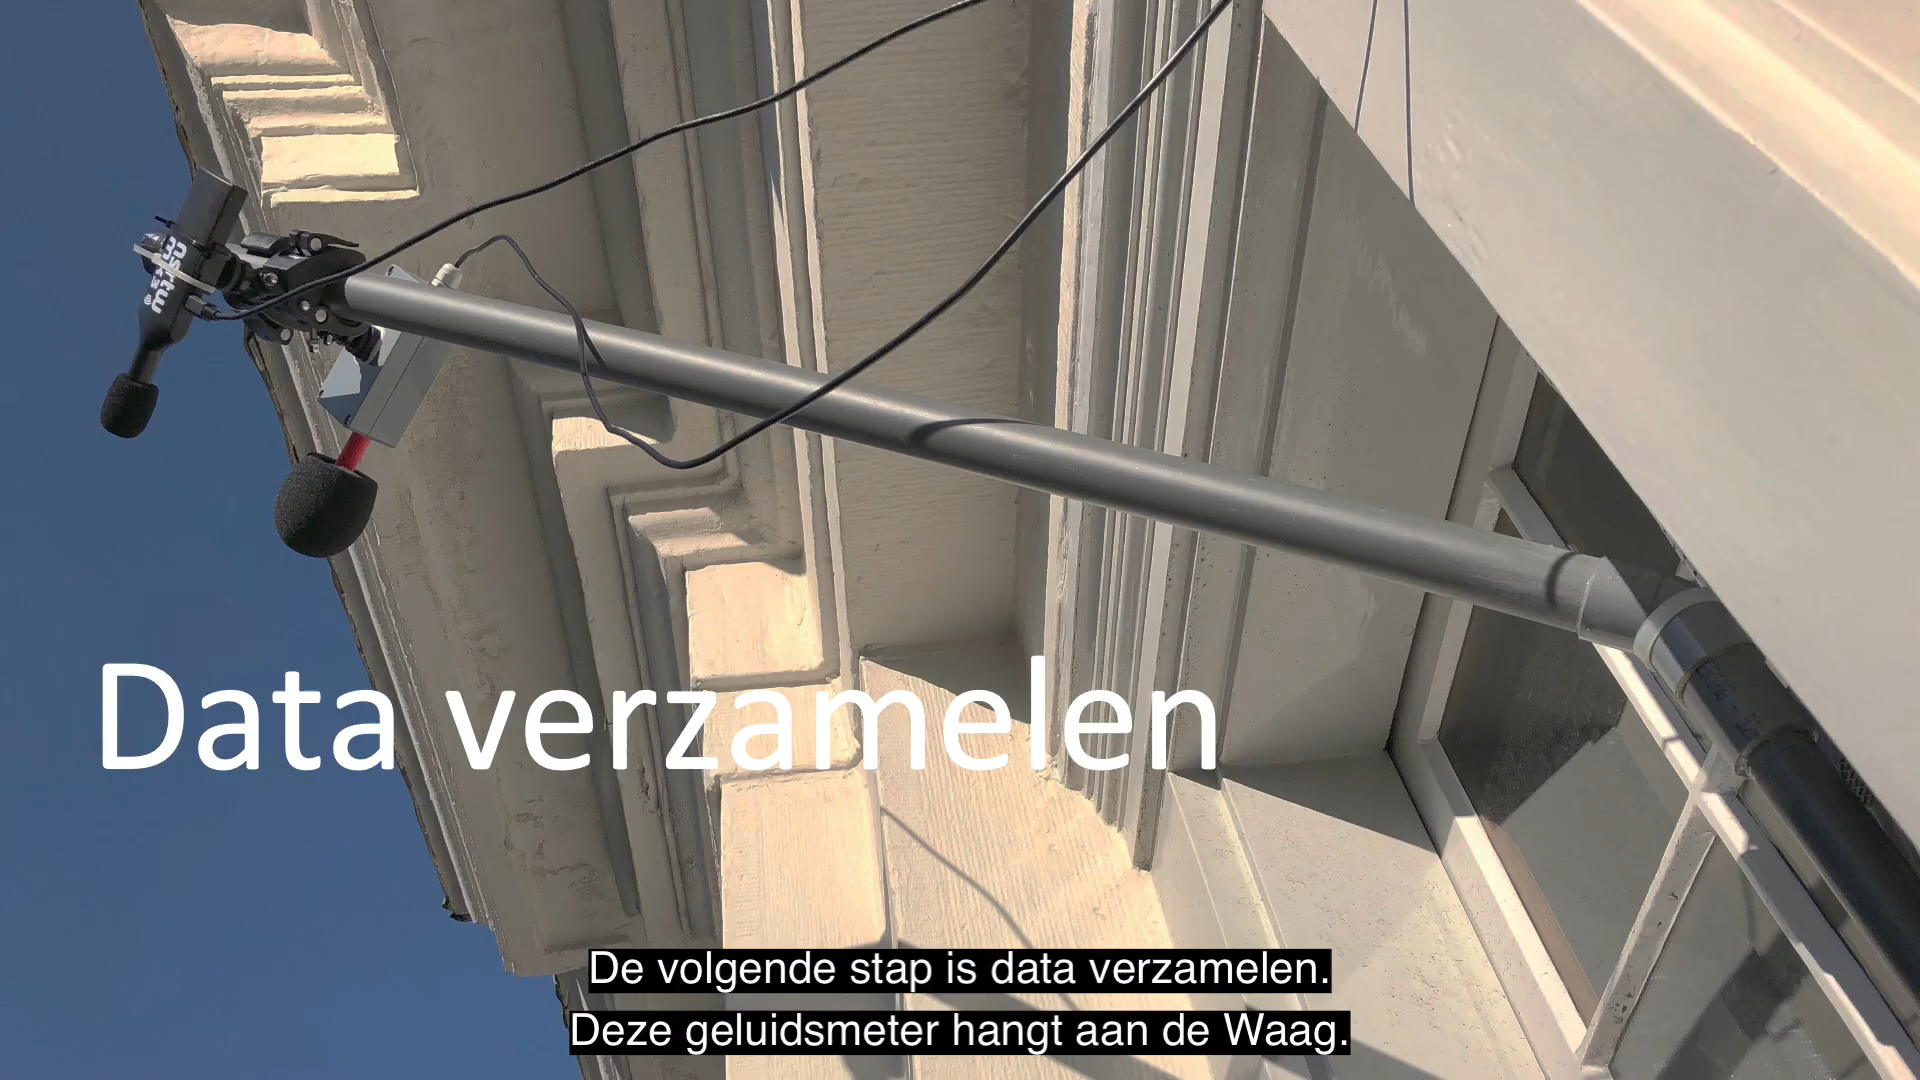 Data verzamelen
De volgende stap is data verzamelen.
Deze geluidsmeter hangt aan de Waag.